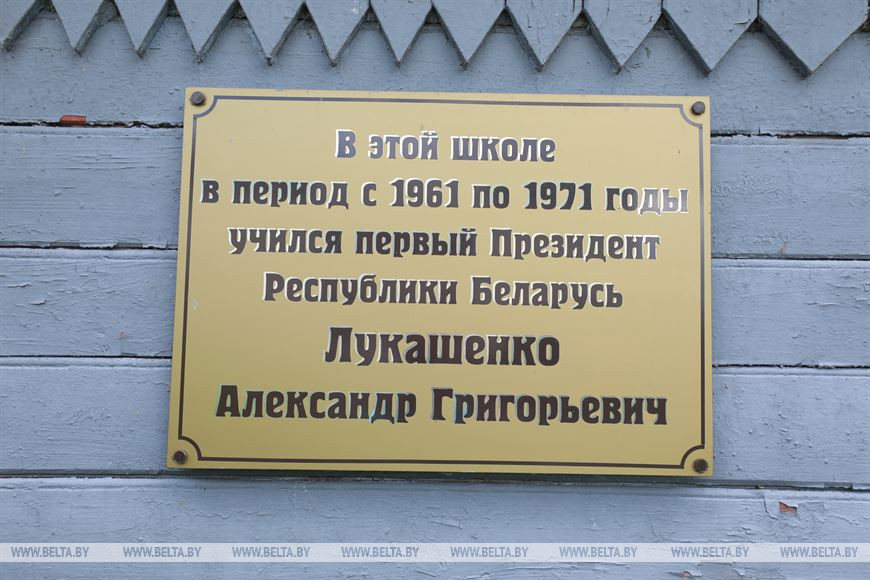 В этой школе
в период с 1961 по 1971 годы
учился первый Президент
Республики Беларусь
Лукашенко
Александр Григорьевич
WWW.BELTA.BY WWW.BELTA.BY WWW.BELTA.BY WWW.BELTA.BY WWW.BELTA.BY WWW.BELTA.BY WWW.BELTA.BY WWW.BELTA.BY